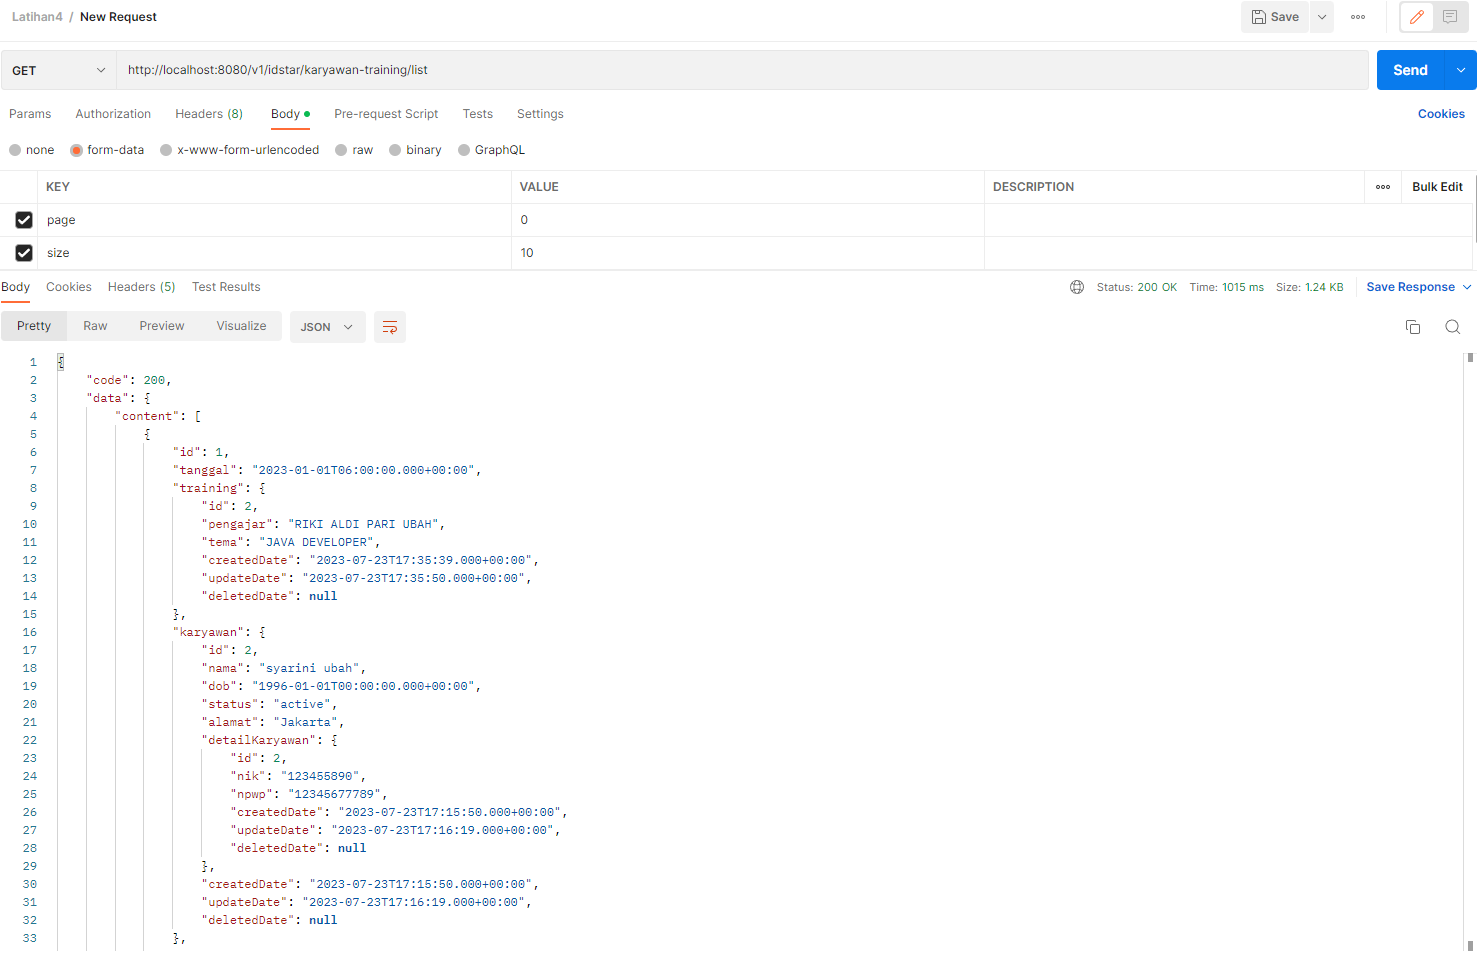 Latihan4 / New Request
Save
GET http://localhost:8080/v1/idstar/karyawan-training/list
Send
Params Authorization Headers (8) Body Pre-request Script Tests Settings Cookies
none form-data x-www-form-urlencoded raw binary GraphQL
KEY VALUE DESCRIPTION Bulk Edit
page 0
size 10
Body Cookies Headers (5) Test Results Status: 200 OK Time: 1015 ms Size: 1.24 KB Save Response
Pretty Raw Preview Visualize JSON
1 {
2 "code": 200,
3 "data": {
4 "content": [
5 {
6 "id": 1,
7 "tanggal": "2023-01-01T06:00:00.000+00:00",
8 "training": {
9 "id": 2,
10 "pengajar": "RIKI ALDI PARI UBAH",
11 "tema": "JAVA DEVELOPER",
12 "createdDate": "2023-07-23T17:35:39.000+00:00",
13 "updateDate": "2023-07-23T17:35:50.000+00:00",
14 "deletedDate": null
15 },
16 "karyawan": {
17 "id": 2,
18 "nama": "syarini ubah",
19 "dob": "1996-01-01T00:00:00.000+00:00",
20 "status": "active",
21 "alamat": "Jakarta",
22 "detailKaryawan": {
23 "id": 2,
24 "nik": "123455890",
25 "npwp": "12345677789",
26 "createdDate": "2023-07-23T17:15:50.000+00:00",
27 "updateDate": "2023-07-23T17:16:19.000+00:00",
28 "deletedDate": null
29 },
30 "createdDate": "2023-07-23T17:15:50.000+00:00",
31 "updateDate": "2023-07-23T17:16:19.000+00:00",
32 "deletedDate": null
33 },